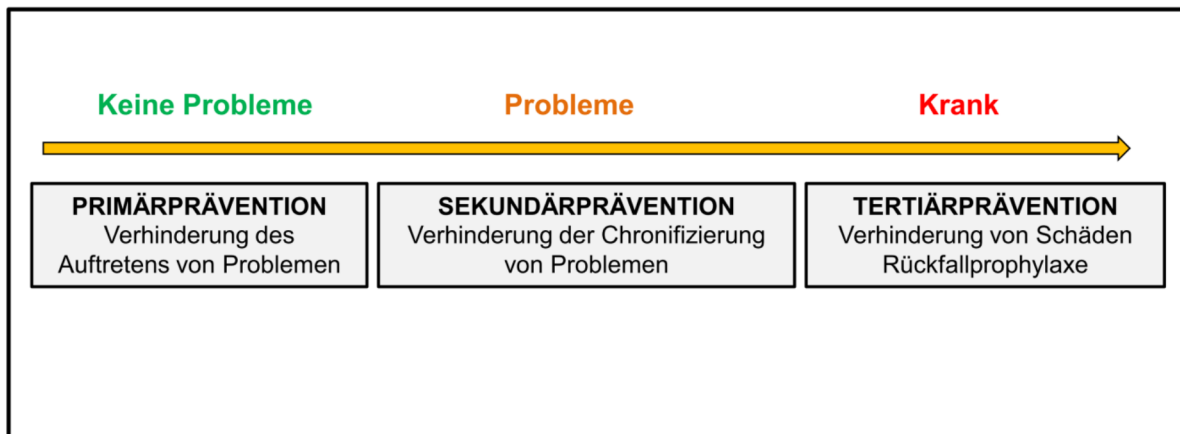 Keine Probleme
Probleme
Krank
PRIMÄRPRÄVENTION
Verhinderung des
Auftretens von Problemen
SEKUNDÄRPRÄVENTION
Verhinderung der Chronifizierung
von Problemen
TERTIÄRPRÄVENTION
Verhinderung von Schäden
Rückfallprophylaxe